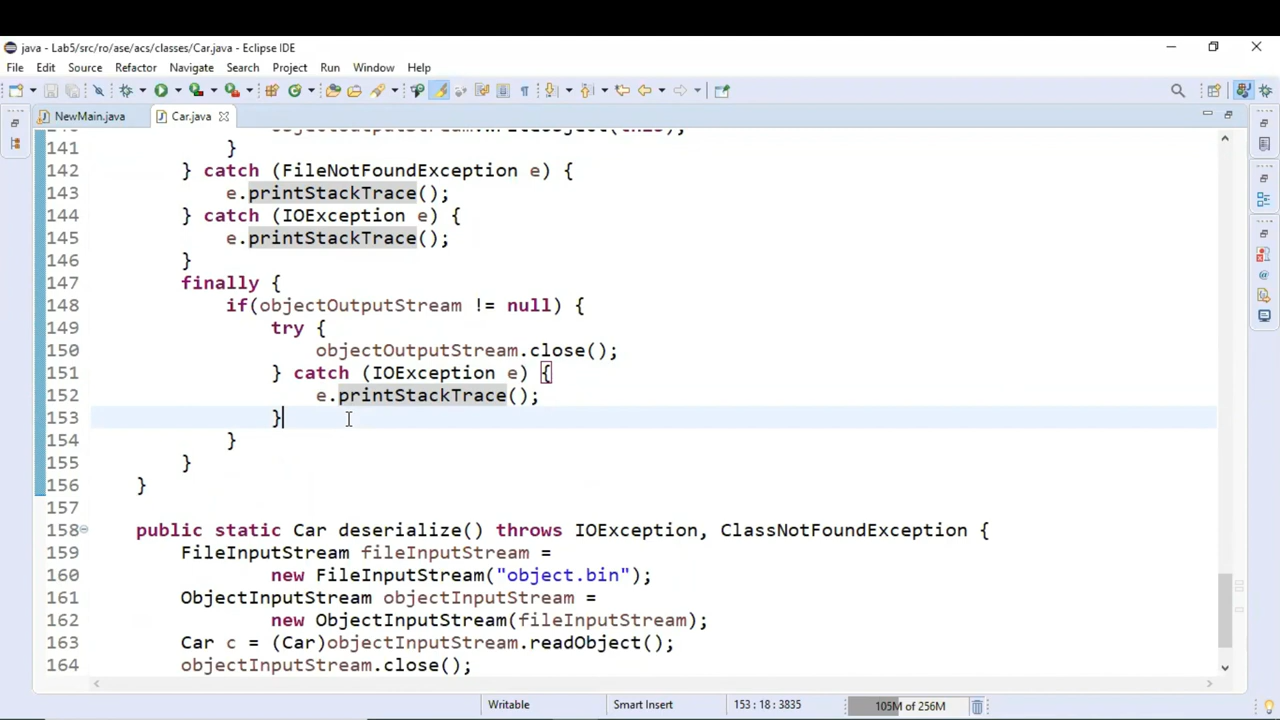 java - Lab5/src/ro/ase/acs/classes/Car.java - Eclipse IDE
File Edit Source Refactor Navigate Search Project Run Window Help
NewMain.java Car.java
141 }
142 } catch (FileNotFoundException e) {
143 e.printStackTrace();
144 } catch (IOException e) {
145 e.printStackTrace();
146 }
147 finally {
148 if(objectOutputStream != null) {
149 try {
150 objectOutputStream.close();
151 } catch (IOException e) {
152 e.printStackTrace();
153 }
154 }
155 }
156 }
157
158 public static Car deserialize() throws IOException, ClassNotFoundException {
159 FileInputStream fileInputStream =
160 new FileInputStream("object.bin");
161 ObjectInputStream objectInputStream =
162 new ObjectInputStream(fileInputStream);
163 Car c = (Car)objectInputStream.readObject();
164 objectInputStream.close();
Writable Smart Insert 153 : 18 : 3835 105M of 256M